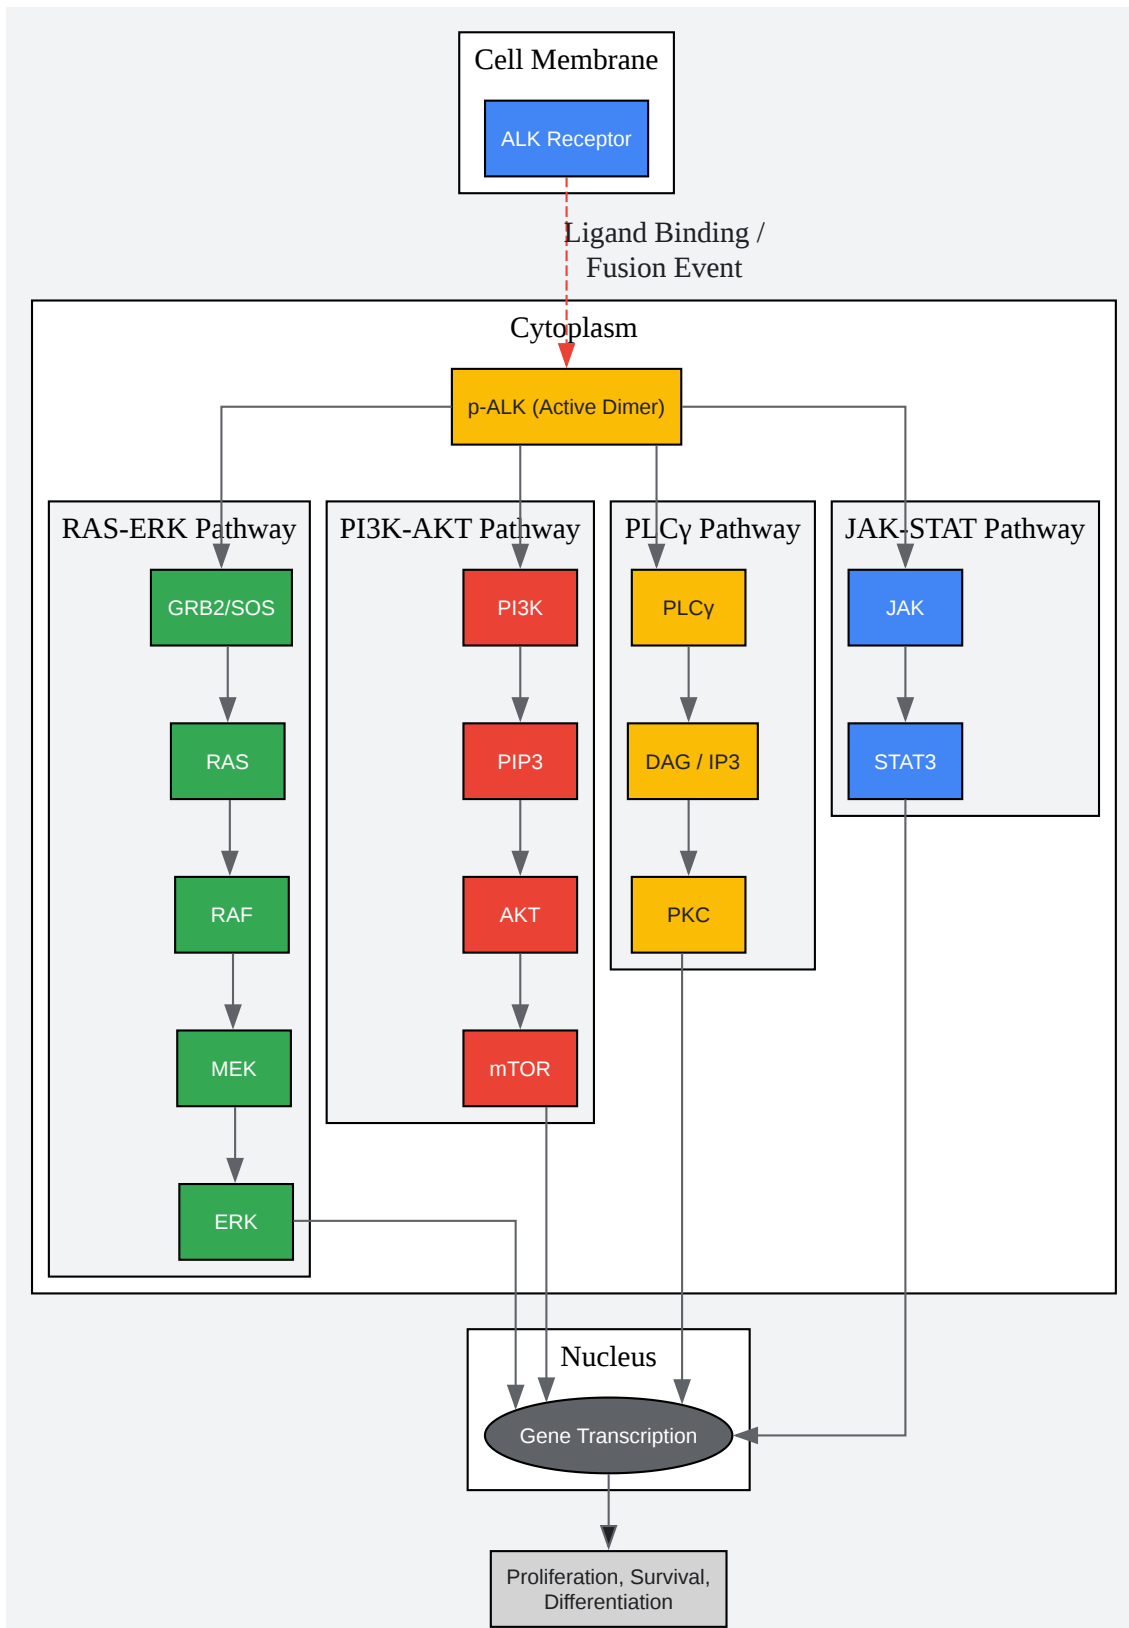 Cell Membrane
ALK Receptor
Ligand Binding /
Fusion Event
Cytoplasm
p-ALK (Active Dimer)
RAS-ERK Pathway
GRB2/SOS
RAS
RAF
MEK
ERK
PI3K-AKT Pathway
PI3K
PIP3
AKT
mTOR
PLCγ Pathway
PLCγ
DAG / IP3
PKC
JAK-STAT Pathway
JAK
STAT3
Nucleus
Gene Transcription
Proliferation, Survival,
Differentiation